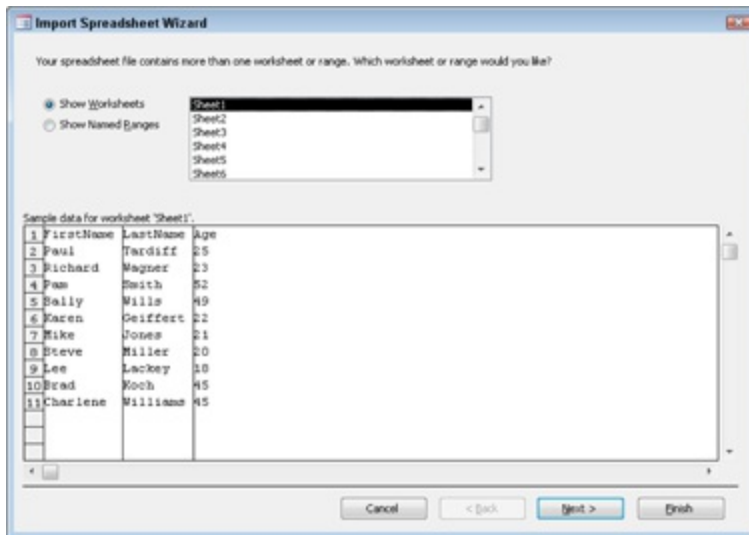 Import Spreadsheet Wizard
Your spreadsheet file contains more than one worksheet or range. Which worksheet or range would you like?
Show Worksheets
Show Named Ranges
Sheet1
Sheet2
Sheet3
Sheet4
Sheet5
Sheet6
Sample data for worksheet 'Sheet1'.
1 FirstName LastName Age
2 Paul Tardiff 25
3 Richard Wagner 23
4 Pam Smith 52
5 Sally Wills 49
6 Karen Geiffert 22
7 Mike Jones 21
8 Steve Miller 20
9 Lee Lackey 18
10 Brad Koch 45
11 Charlene Williams 45
Cancel < Back Next > Finish